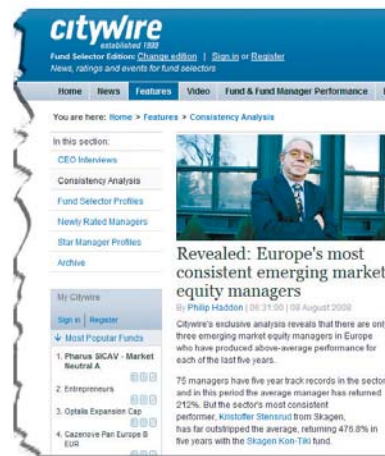 citywire
established 1999
Fund Selector Edition: Change edition | Sign in or Register
News, ratings and events for fund selectors
Home News Features Video Fund & Fund Manager Performance
You are here: Home > Features > Consistency Analysis
In this section:
CEO Interviews
Consistency Analysis
Fund Selector Profiles
Newly Rated Managers
Star Manager Profiles
Archive
My Citywire
Sign in | Register
Most Popular Funds
1. Pharus SICAV - Market
Neutral A
2. Entrepreneurs
3. Optalis Expansion Cap
4. Cazenove Pan Europe B
EUR
Revealed: Europe's most
consistent emerging market
equity managers
By Philip Haddon | 06:31:00 | 08 August 2008
Citywire's exclusive analysis reveals that there are only
three emerging market equity managers in Europe
who have produced above-average performance for
each of the last five years.
75 managers have five year track records in the sector
and in this period the average manager has returned
212%. But the sector's most consistent
performer, Kristoffer Stensrud from Skagen,
has far outstripped the average, returning 476.8% in
five years with the Skagen Kon-Tiki fund.